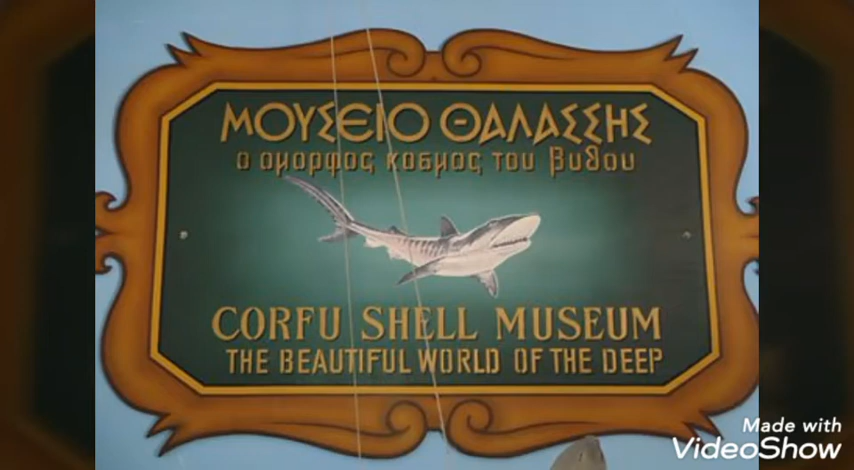 ΜΟΥΣΕΙΟ ΘΑΛΑΣΣΗΣ
ο ομορφος κοσμος του βυθου
CORFU SHELL MUSEUM
THE BEAUTIFUL WORLD OF THE DEEP
Made with
VideoShow